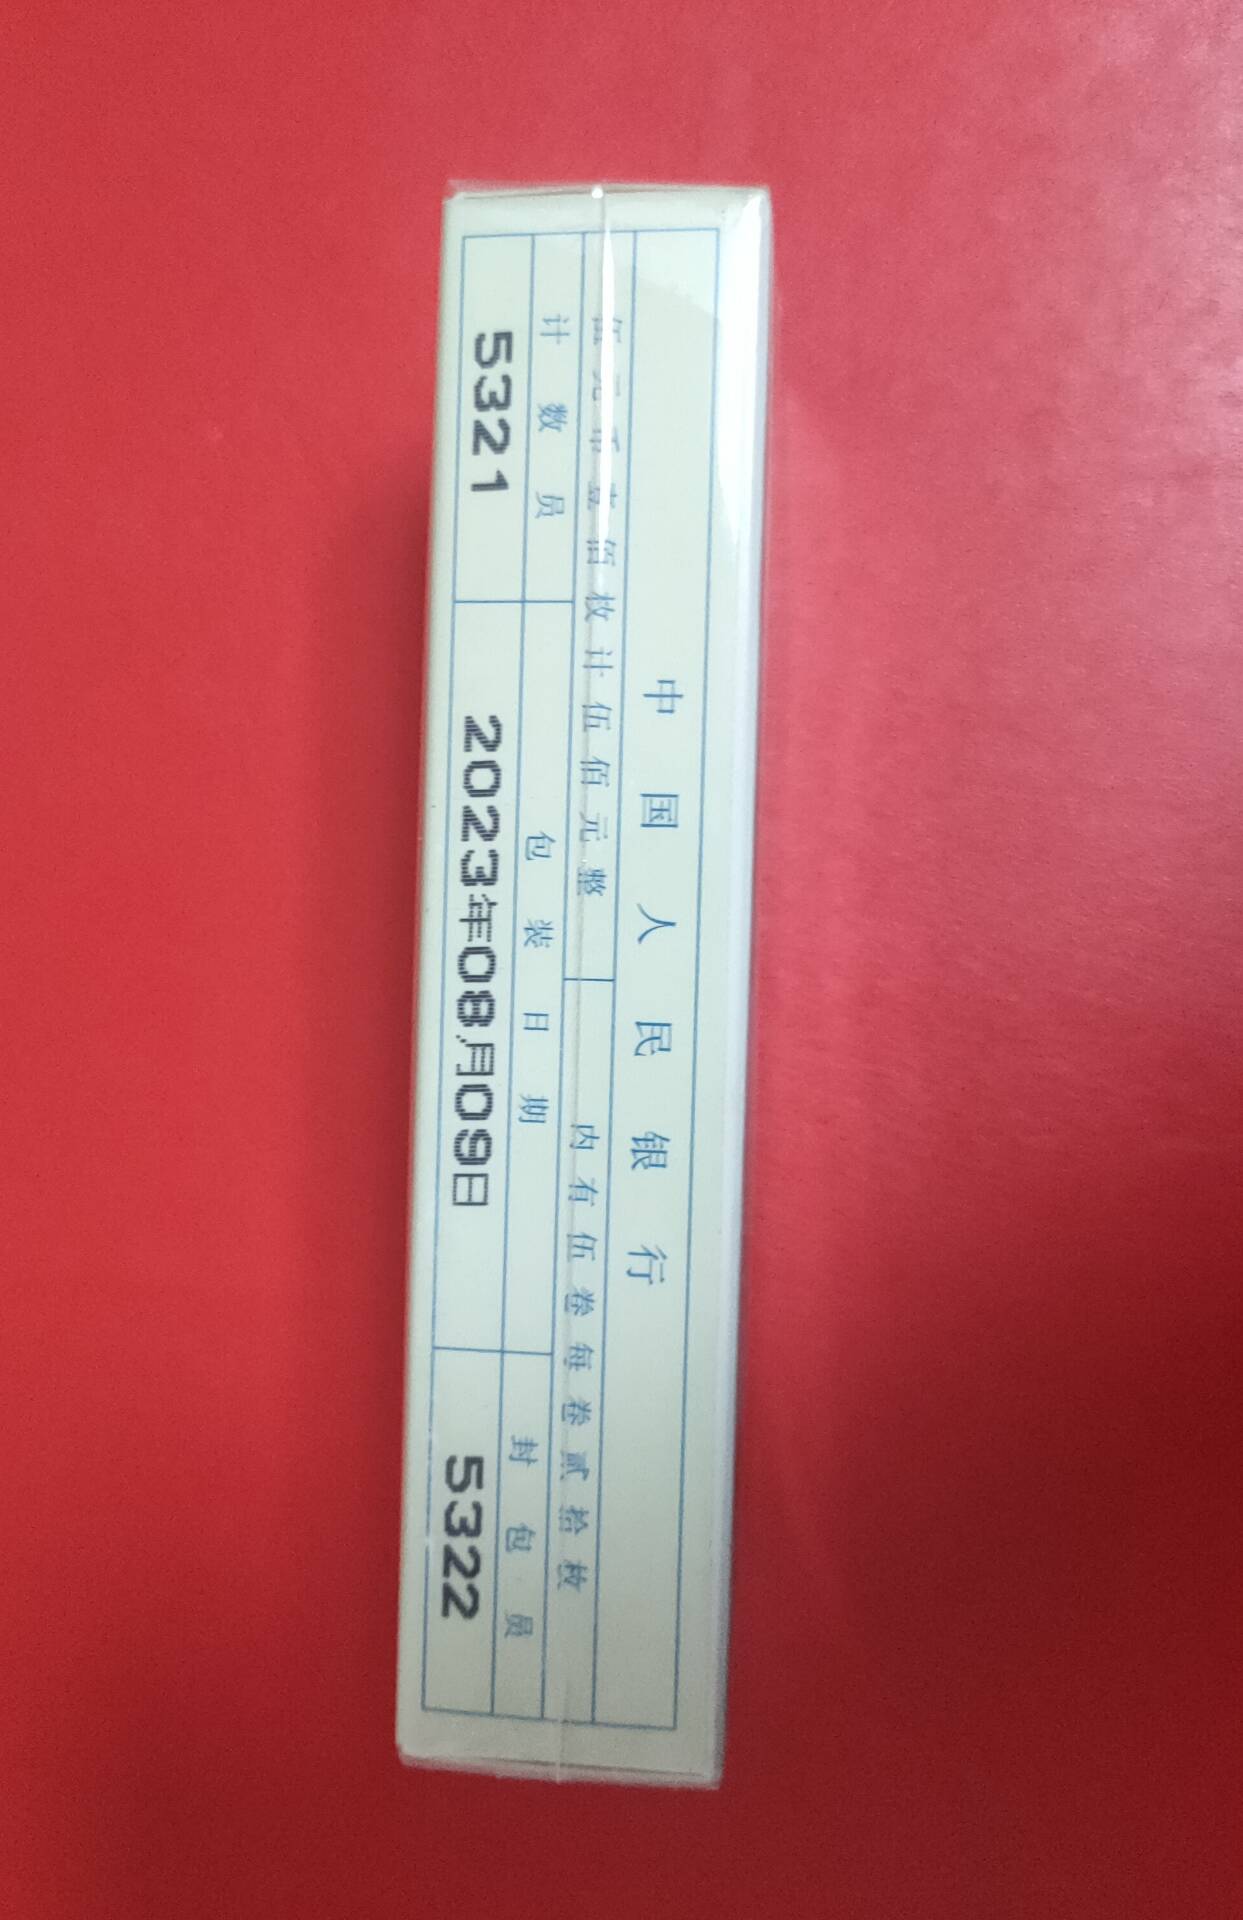 中国人民银行
伍元币壹佰枚计伍佰元整 内有伍卷每卷贰拾枚
计数员 包装日期 封包员
5321 2023年08月09日 5322